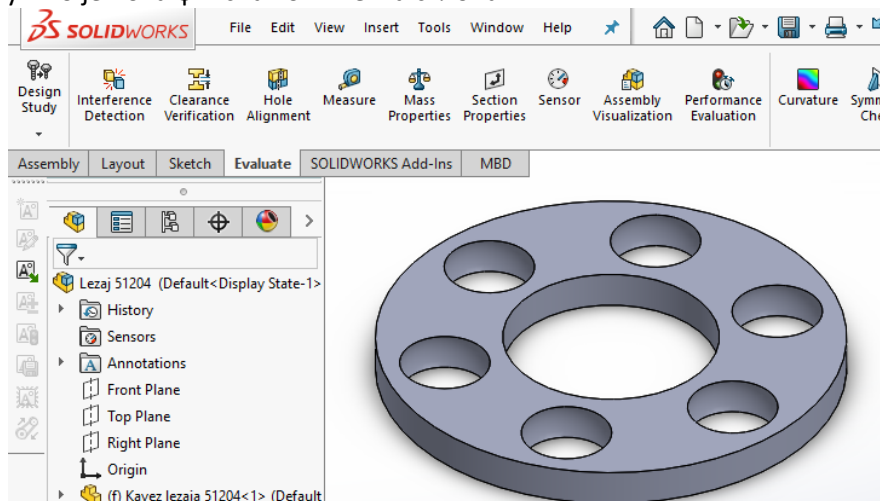 SOLIDWORKS File Edit View Insert Tools Window Help
Design Study
Interference Detection
Clearance Verification
Hole Alignment
Measure
Mass Properties
Section Properties
Sensor
Assembly Visualization
Performance Evaluation
Curvature
Assembly Layout Sketch Evaluate SOLIDWORKS Add-Ins MBD
Lezaj 51204 (Default<Display State-1>
History
Sensors
Annotations
Front Plane
Top Plane
Right Plane
Origin
(f) Kavez lezaja 51204<1> (Default